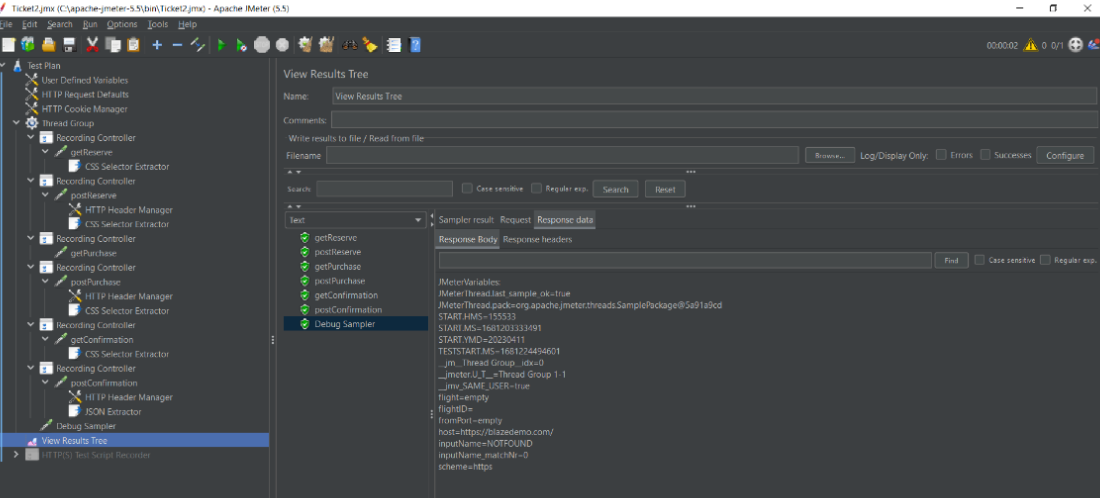 Ticket2.jmx (C:\apache-jmeter-5.5\bin\Ticket2.jmx) - Apache JMeter (5.5)
File Edit Search Run Options Tools Help
00:00:02 0 0/1
Test Plan
User Defined Variables
HTTP Request Defaults
HTTP Cookie Manager
Thread Group
Recording Controller
getReserve
CSS Selector Extractor
Recording Controller
postReserve
HTTP Header Manager
CSS Selector Extractor
Recording Controller
getPurchase
Recording Controller
postPurchase
HTTP Header Manager
CSS Selector Extractor
Recording Controller
getConfirmation
CSS Selector Extractor
Recording Controller
postConfirmation
HTTP Header Manager
JSON Extractor
Debug Sampler
View Results Tree
HTTP(S) Test Script Recorder
View Results Tree
Name: View Results Tree
Comments:
Write results to file / Read from file
Filename Browse... Log/Display Only: Errors Successes Configure
Search: Case sensitive Regular exp. Search Reset
Text
getReserve
postReserve
getPurchase
postPurchase
getConfirmation
postConfirmation
Debug Sampler
Sampler result Request Response data
Response Body Response headers
Find Case sensitive Regular exp.
JMeterVariables:
JMeterThread.last_sample_ok=true
JMeterThread.pack=org.apache.jmeter.threads.SamplePackage@5a91a9cd
START.HMS=155533
START.MS=1681203333491
START.YMD=20230411
TESTSTART.MS=1681224494601
__jm__Thread Group__idx=0
__jmeter.U_T__=Thread Group 1-1
__jmv_SAME_USER=true
flight=empty
flightID=
fromPort=empty
host=https://blazedemo.com/
inputName=NOTFOUND
inputName_matchNr=0
scheme=https